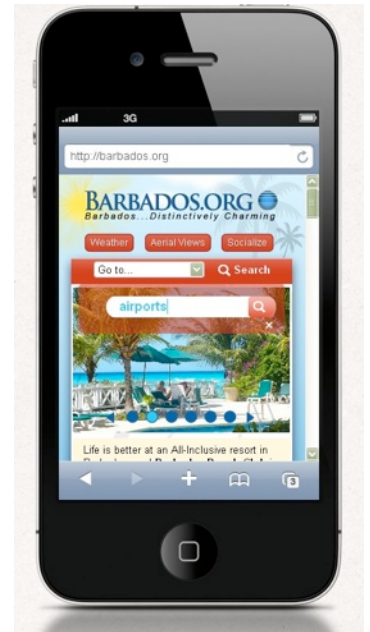 3G
http://barbados.org
BARBADOS.ORG
Barbados...Distinctively Charming
Weather Aerial Views Socialize
Go to... Search
airports
Life is better at an All-Inclusive resort in
3